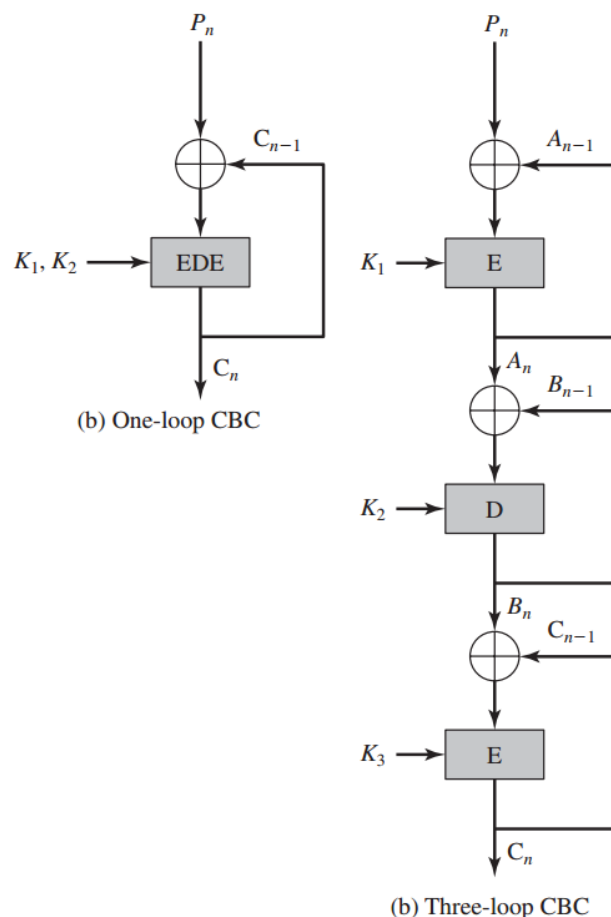 P_n
C_{n−1}
K_1, K_2
EDE
C_n
(b) One-loop CBC
P_n
A_{n−1}
K_1
E
A_n
B_{n−1}
K_2
D
B_n
C_{n−1}
K_3
E
C_n
(b) Three-loop CBC